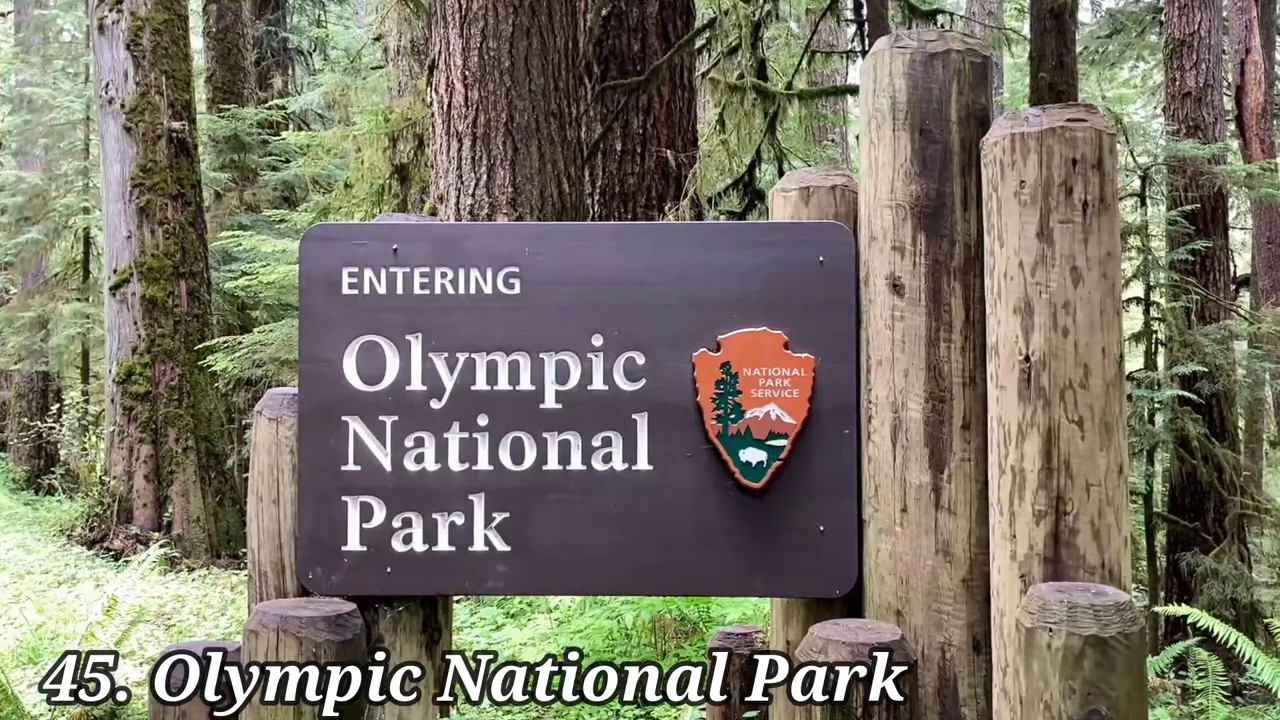 ENTERING
Olympic
National
Park
NATIONAL
PARK
SERVICE
45. Olympic National Park